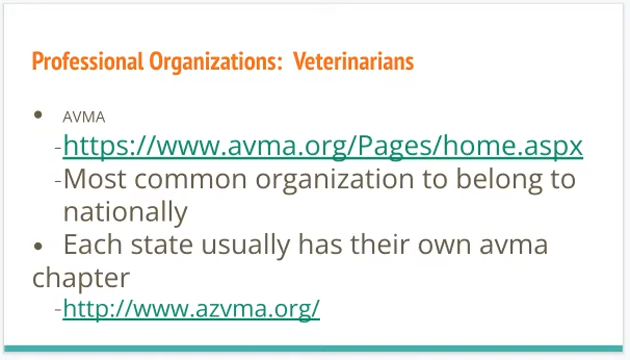 Professional Organizations:  Veterinarians
• AVMA
-https://www.avma.org/Pages/home.aspx
-Most common organization to belong to
nationally
• Each state usually has their own avma
chapter
-http://www.azvma.org/